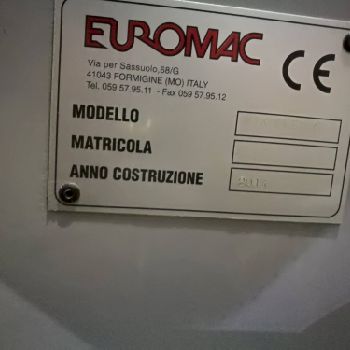 EUROMAC
CE
Via per Sassuolo,68/G
41043 FORMIGINE (MO) ITALY
Tel. 059 57.95.11 - Fax 059 57.95.12
MODELLO
MATRICOLA
ANNO COSTRUZIONE